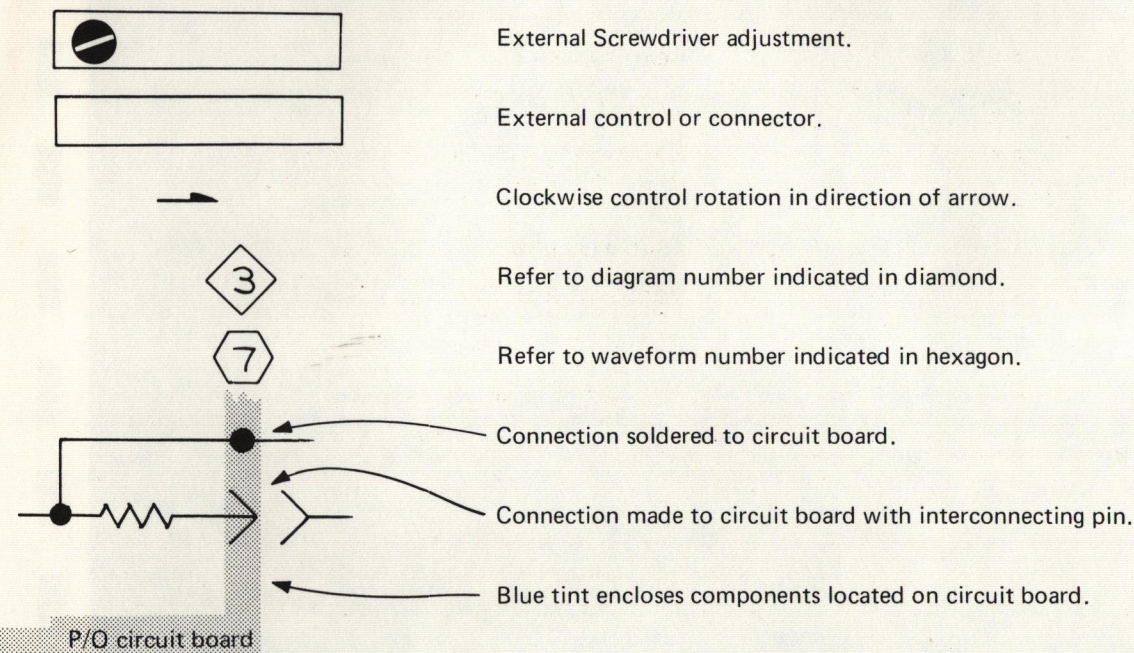 External Screwdriver adjustment.
External control or connector.
Clockwise control rotation in direction of arrow.
3
Refer to diagram number indicated in diamond.
7
Refer to waveform number indicated in hexagon.
Connection soldered to circuit board.
Connection made to circuit board with interconnecting pin.
Blue tint encloses components located on circuit board.
P/O circuit board